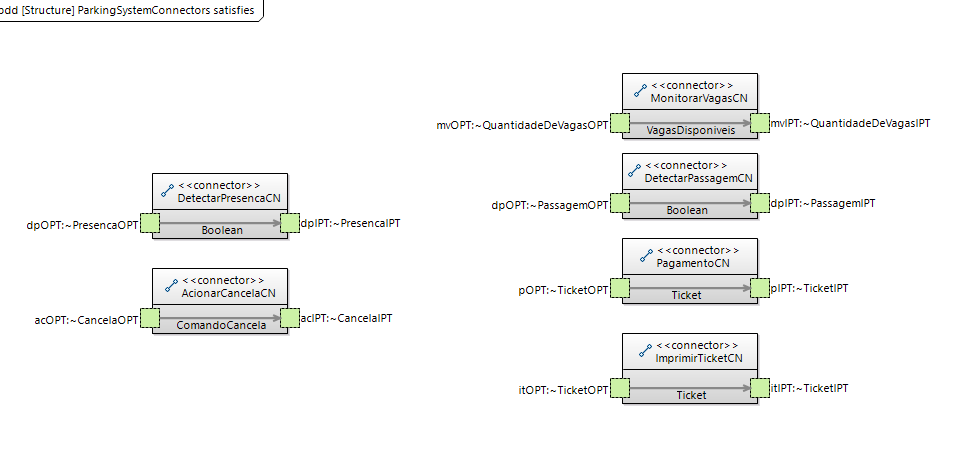 bdd [Structure] ParkingSystemConnectors satisfies
<<connector>>
MonitorarVagasCN
mvOPT:~QuantidadeDeVagasOPT
mvIPT:~QuantidadeDeVagasIPT
VagasDisponiveis
<<connector>>
DetectarPassagemCN
dpOPT:~PassagemOPT
dpIPT:~PassagemIPT
Boolean
<<connector>>
DetectarPresencaCN
dpOPT:~PresencaOPT
dpIPT:~PresencaIPT
Boolean
<<connector>>
PagamentoCN
pOPT:~TicketOPT
pIPT:~TicketIPT
Ticket
<<connector>>
AcionarCancelaCN
acOPT:~CancelaOPT
acIPT:~CancelaIPT
ComandoCancela
<<connector>>
ImprimirTicketCN
itOPT:~TicketOPT
itIPT:~TicketIPT
Ticket